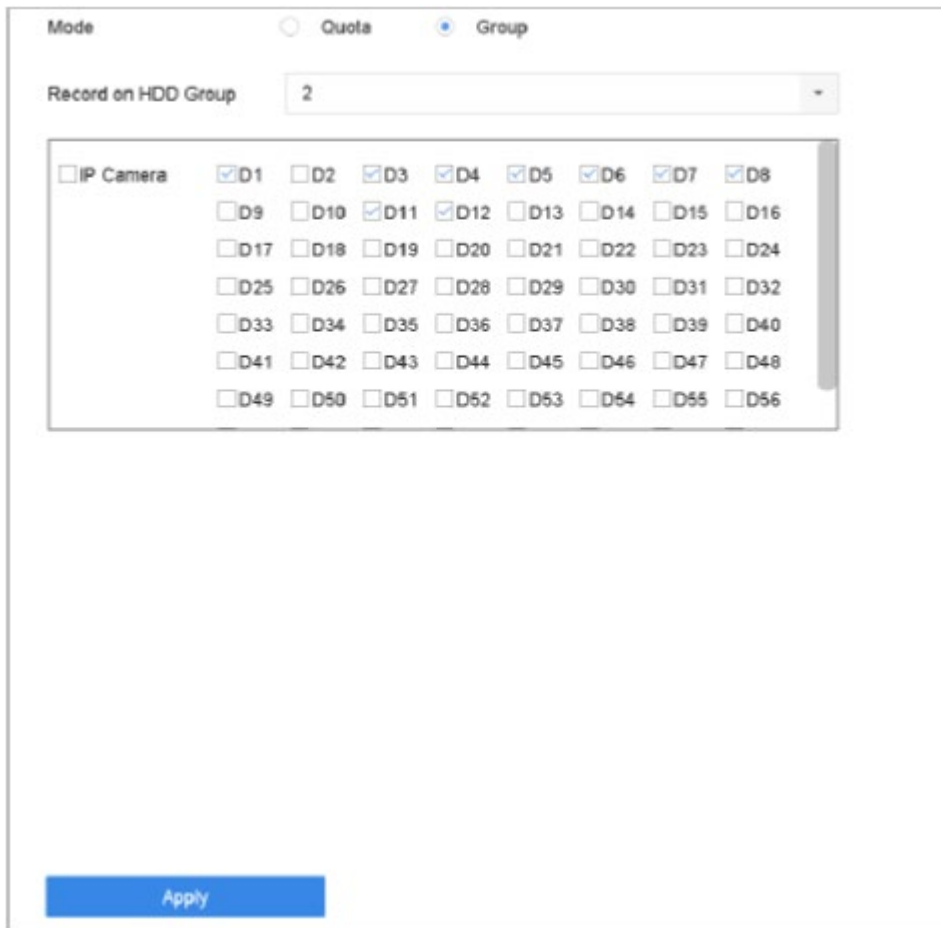 Mode Quota Group
Record on HDD Group 2
IP Camera D1 D2 D3 D4 D5 D6 D7 D8
D9 D10 D11 D12 D13 D14 D15 D16
D17 D18 D19 D20 D21 D22 D23 D24
D25 D26 D27 D28 D29 D30 D31 D32
D33 D34 D35 D36 D37 D38 D39 D40
D41 D42 D43 D44 D45 D46 D47 D48
D49 D50 D51 D52 D53 D54 D55 D56
Apply